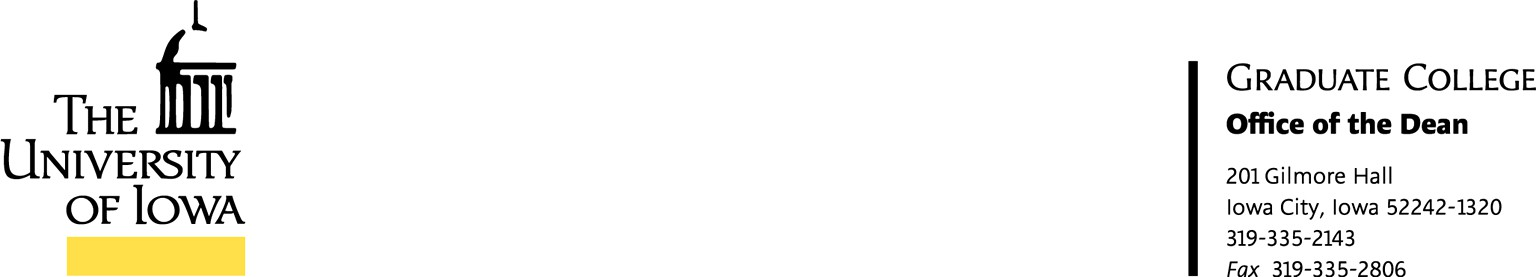 THE
UNIVERSITY
OF IOWA
GRADUATE COLLEGE
Office of the Dean
201 Gilmore Hall
Iowa City, Iowa 52242-1320
319-335-2143
Fax 319-335-2806